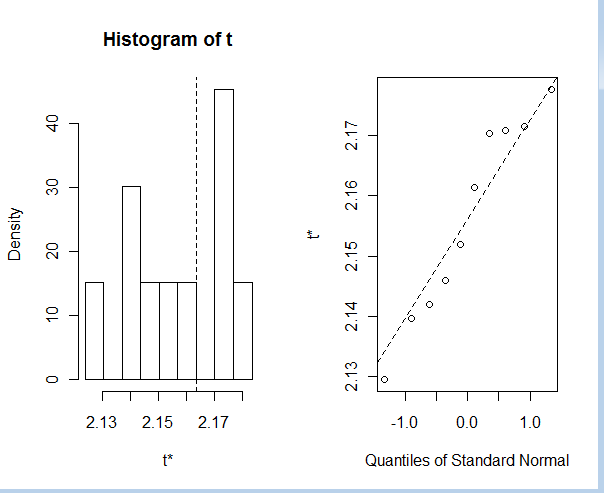 Histogram of t
Density
0
10
20
30
40
2.13 2.15 2.17
t*
t*
2.13
2.14
2.15
2.16
2.17
-1.0 0.0 1.0
Quantiles of Standard Normal